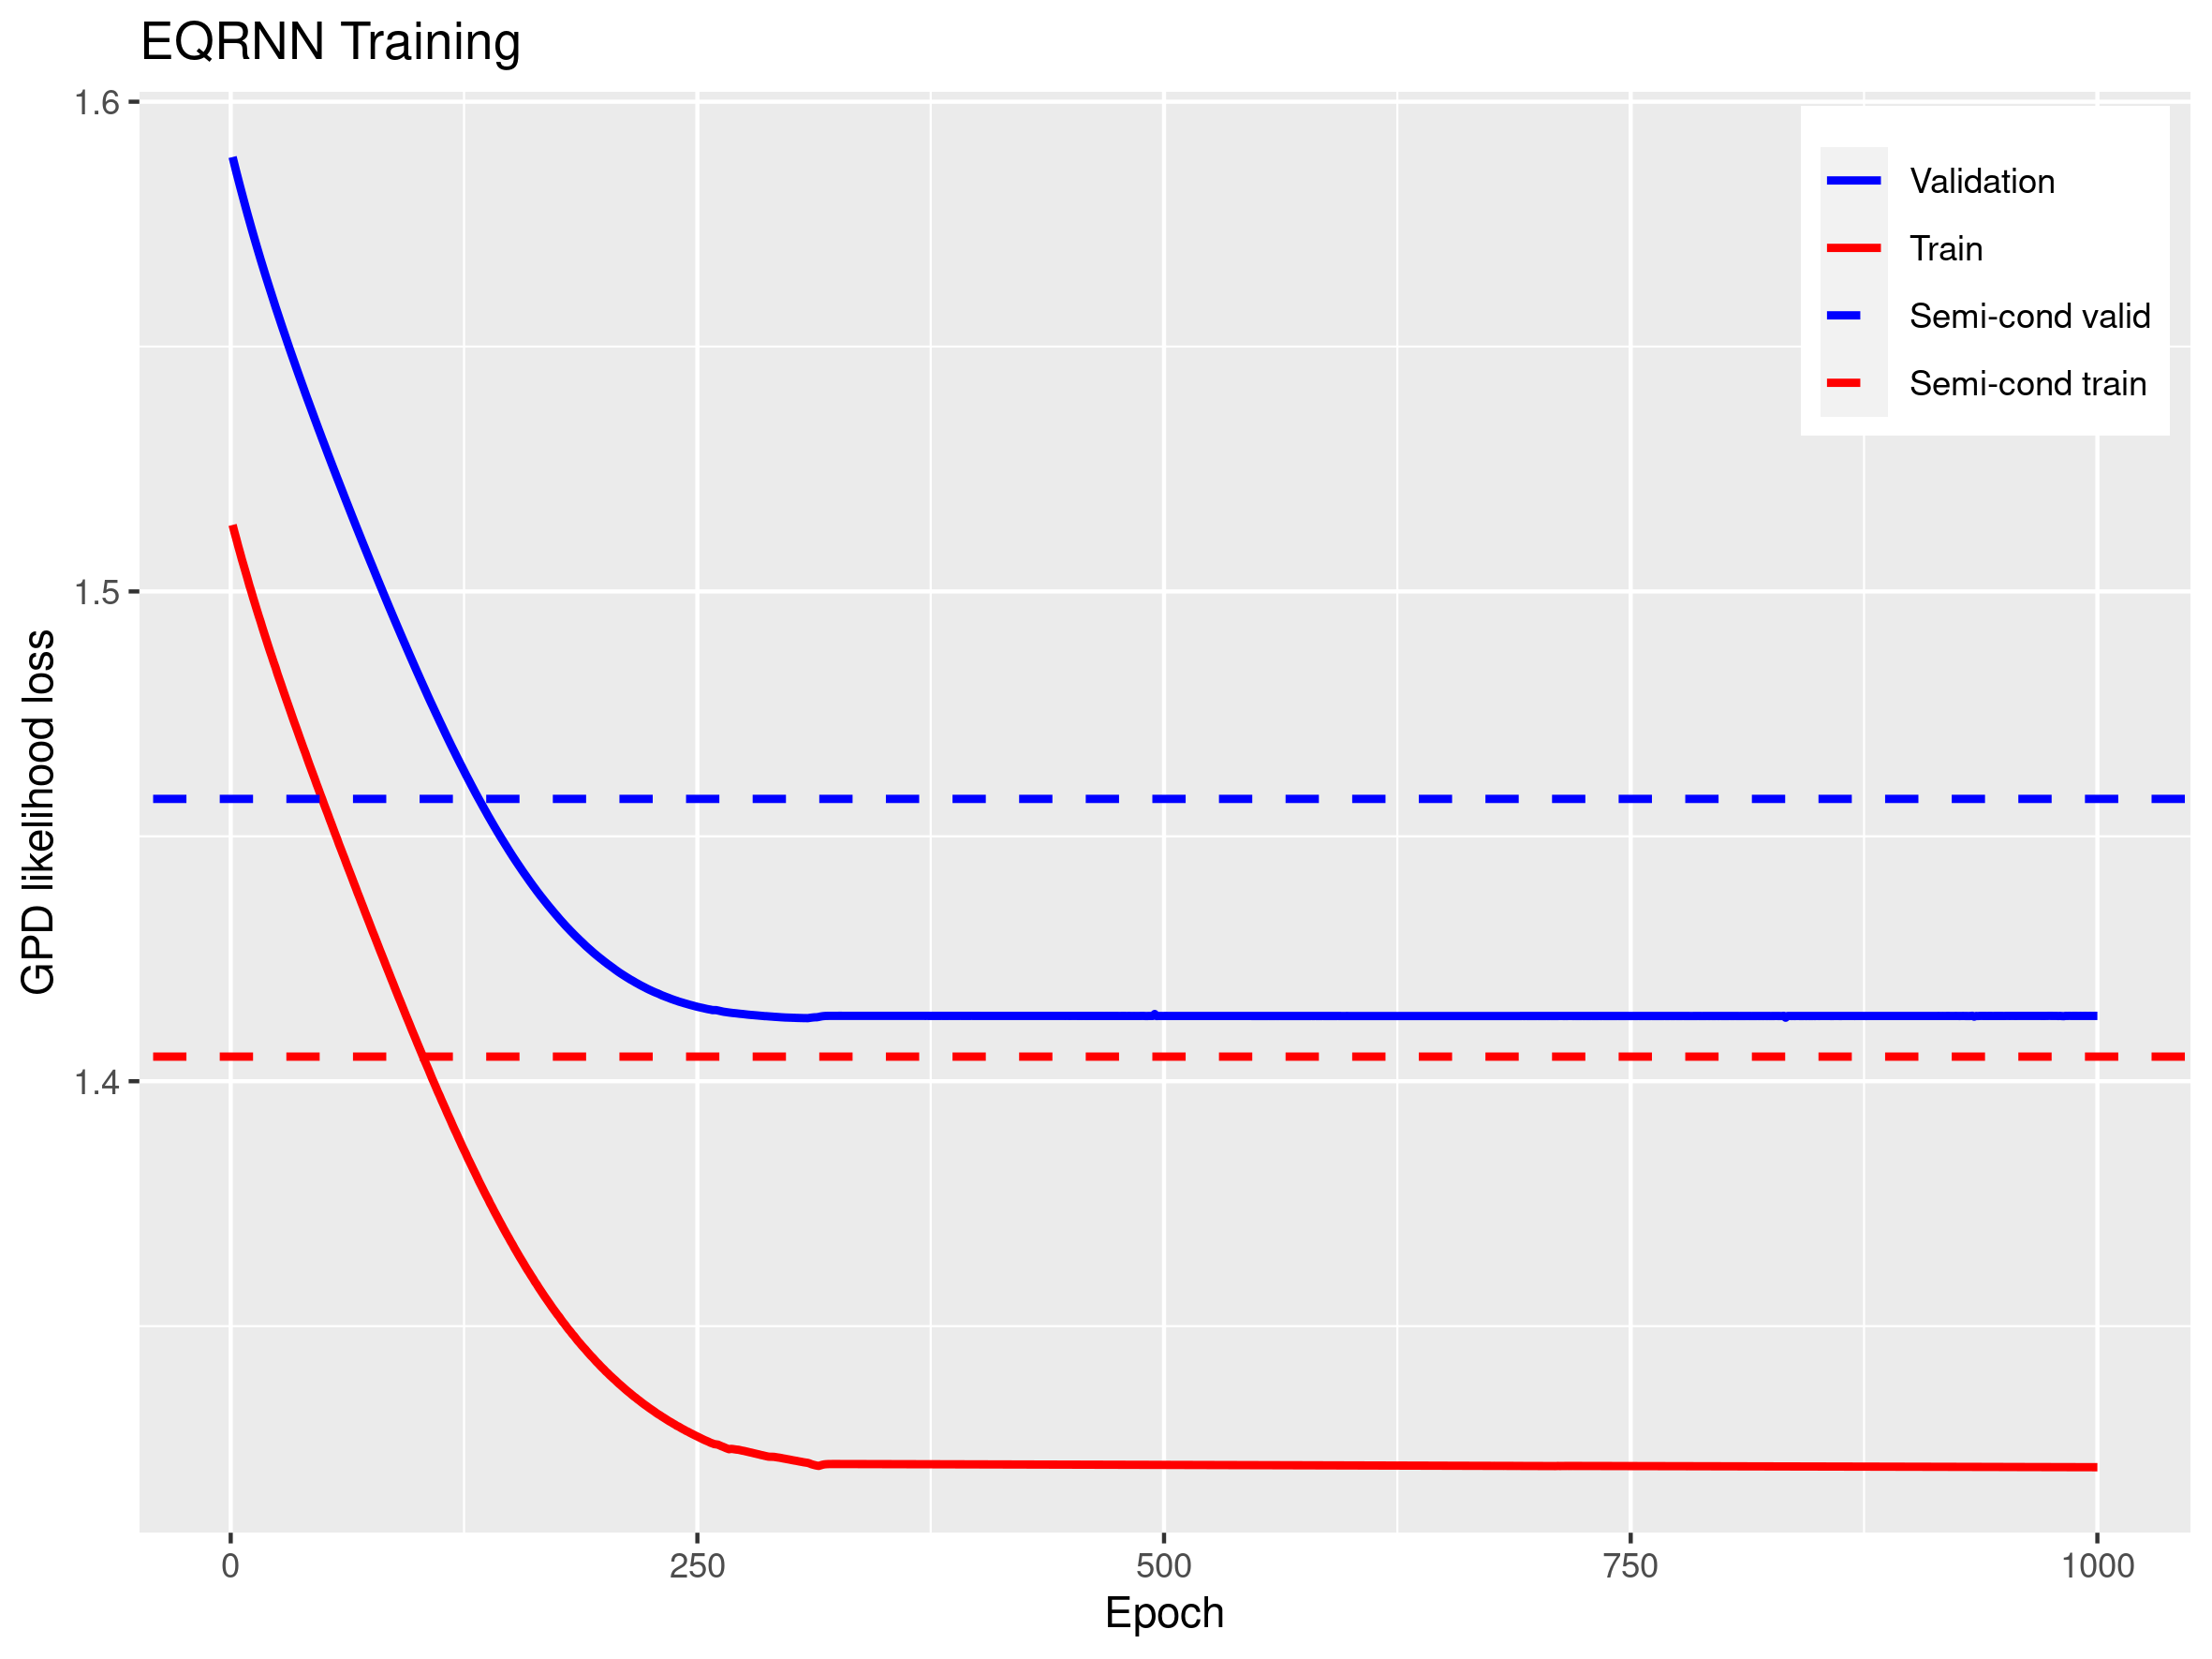 EQRNN Training
1.6
1.5
1.4
GPD likelihood loss
0 250 500 750 1000
Epoch
Validation
Train
Semi-cond valid
Semi-cond train